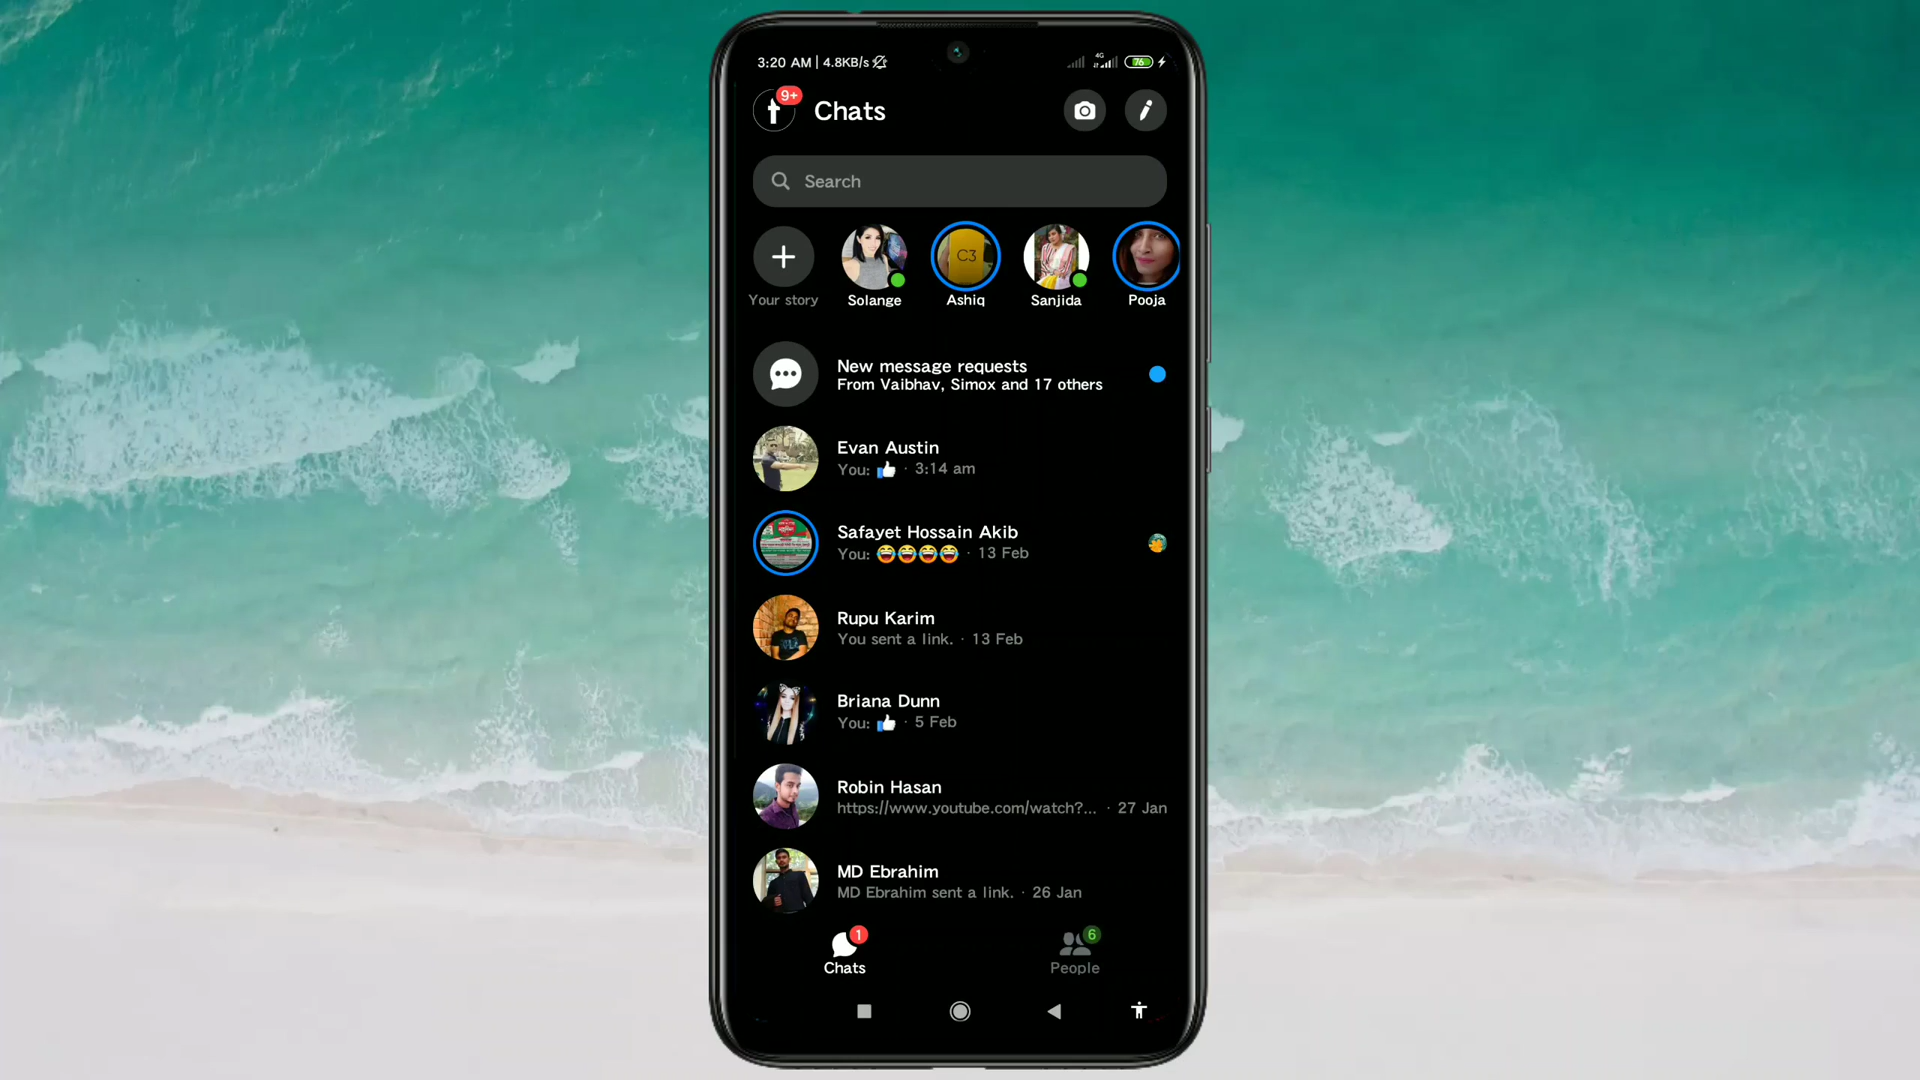 3:20 AM | 4.8KB/s
4G
76
9+
Chats
Search
C3
Your story
Solange
Ashiq
Sanjida
Pooja
New message requests
From Vaibhav, Simox and 17 others
Evan Austin
You: 👍 · 3:14 am
Safayet Hossain Akib
You: 😂😂😂😂 · 13 Feb
Rupu Karim
You sent a link. · 13 Feb
Briana Dunn
You: 👍 · 5 Feb
Robin Hasan
https://www.youtube.com/watch?... · 27 Jan
MD Ebrahim
MD Ebrahim sent a link. · 26 Jan
1
6
Chats
People